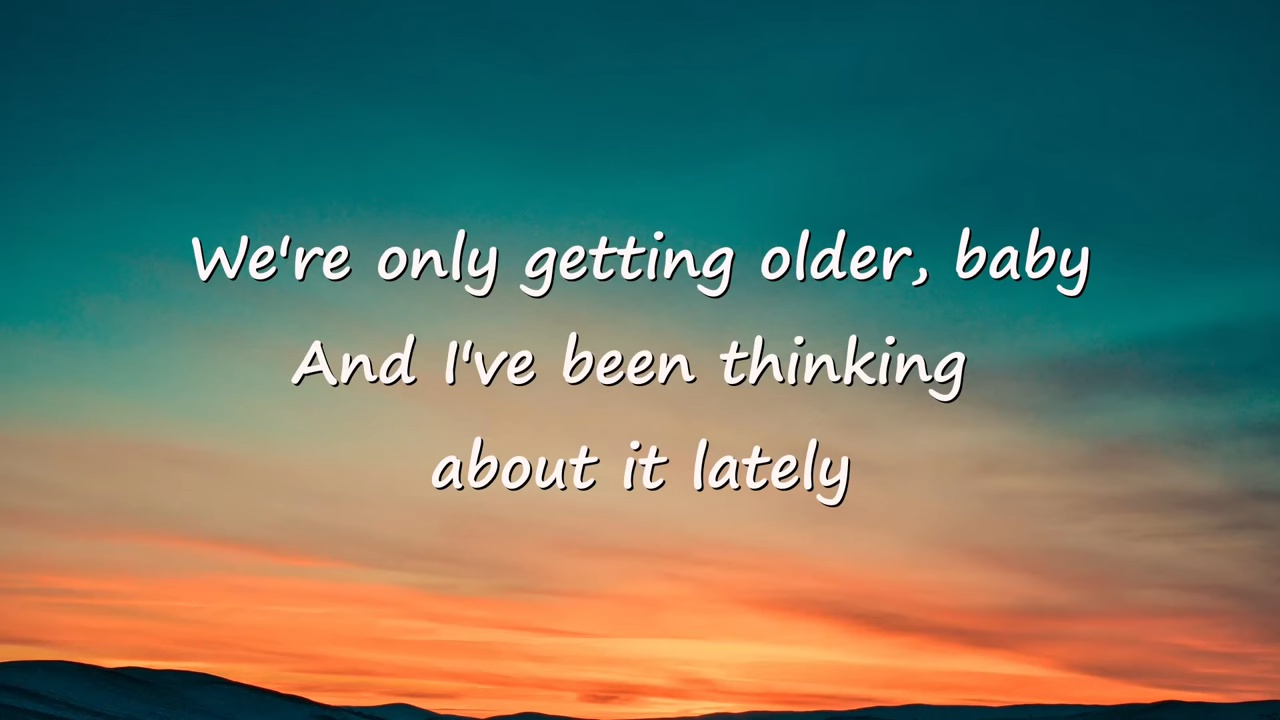 We're only getting older, baby
And I've been thinking
about it lately